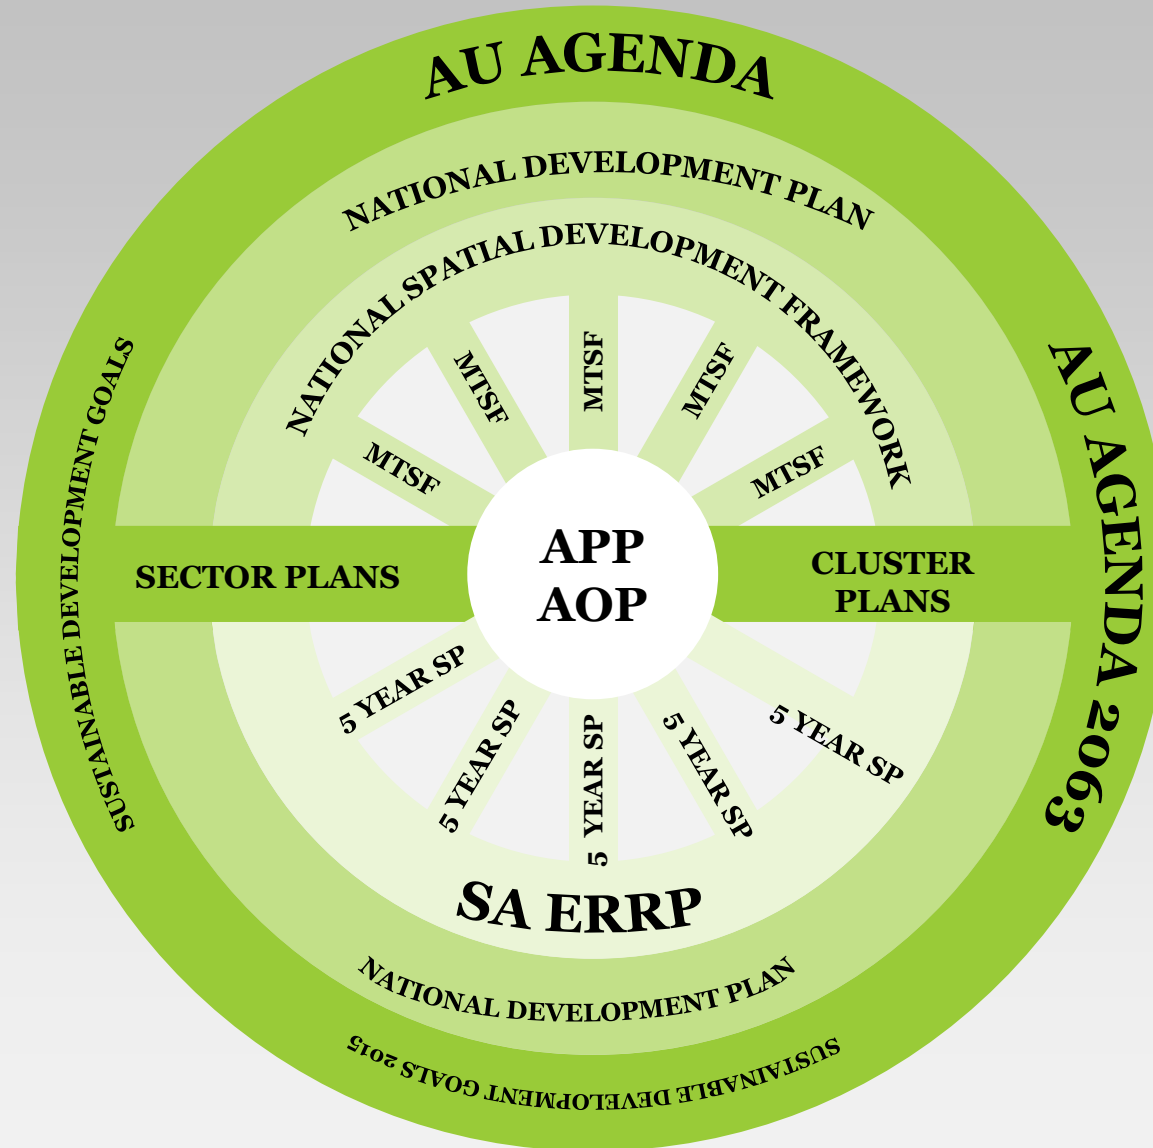 AU AGENDA
NATIONAL DEVELOPMENT PLAN
NATIONAL SPATIAL DEVELOPMENT FRAMEWORK
MTSF
MTSF
MTSF
MTSF
MTSF
SUSTAINABLE DEVELOPMENT GOALS
AU AGENDA 2063
SECTOR PLANS
APP
AOP
CLUSTER
PLANS
5 YEAR SP
5 YEAR SP
5 YEAR SP
5 YEAR SP
5 YEAR SP
SA ERRP
NATIONAL DEVELOPMENT PLAN
SUSTAINABLE DEVELOPMENT GOALS 2015